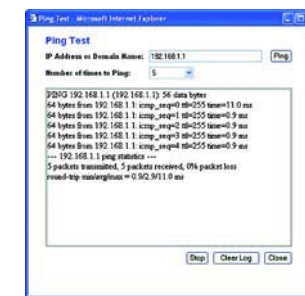 Ping Test - Microsoft Internet Explorer
Ping Test
IP Address or Domain Name: 192.168.1.1 Ping
Number of times to Ping: 5
PING 192.168.1.1 (192.168.1.1): 56 data bytes
64 bytes from 192.168.1.1: icmp_seq=0 ttl=255 time=11.0 ms
64 bytes from 192.168.1.1: icmp_seq=1 ttl=255 time=0.9 ms
64 bytes from 192.168.1.1: icmp_seq=2 ttl=255 time=0.9 ms
64 bytes from 192.168.1.1: icmp_seq=3 ttl=255 time=0.9 ms
64 bytes from 192.168.1.1: icmp_seq=4 ttl=255 time=0.9 ms
--- 192.168.1.1 ping statistics ---
5 packets transmitted, 5 packets received, 0% packet loss
round-trip min/avg/max = 0.9/2.9/11.0 ms
Stop Clear Log Close